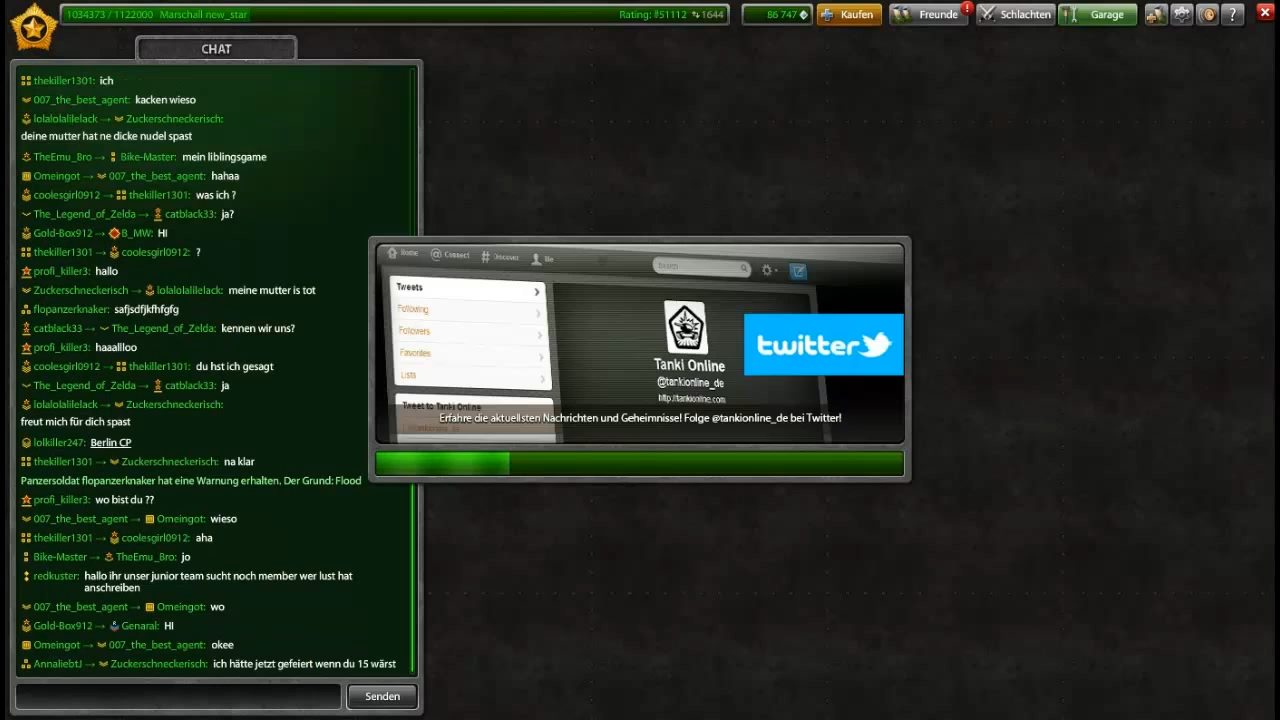 1034373 / 1122000 Marschall new_star
Rating: #51112 1644
86 747
Kaufen
Freunde
!
Schlachten
Garage
?
CHAT
thekiller1301: ich
007_the_best_agent: kacken wieso
lolalolalilelack → Zuckerschneckerisch:
deine mutter hat ne dicke nudel spast
TheEmu_Bro → Bike-Master: mein liblingsgame
Omeingot → 007_the_best_agent: hahaa
coolesgirl0912 → thekiller1301: was ich ?
The_Legend_of_Zelda → catblack33: ja?
Gold-Box912 → B_MW: HI
thekiller1301 → coolesgirl0912: ?
profi_killer3: hallo
Zuckerschneckerisch → lolalolalilelack: meine mutter is tot
flopanzerknaker: safjsdfjkfhfgfg
catblack33 → The_Legend_of_Zelda: kennen wir uns?
profi_killer3: haaallloo
coolesgirl0912 → thekiller1301: du hst ich gesagt
The_Legend_of_Zelda → catblack33: ja
lolalolalilelack → Zuckerschneckerisch:
freut mich für dich spast
lolkiller247: Berlin CP
thekiller1301 → Zuckerschneckerisch: na klar
Panzersoldat flopanzerknaker hat eine Warnung erhalten. Der Grund: Flood
profi_killer3: wo bist du ??
007_the_best_agent → Omeingot: wieso
thekiller1301 → coolesgirl0912: aha
Bike-Master → TheEmu_Bro: jo
redkuster: hallo ihr unser junior team sucht noch member wer lust hat
anschreiben
007_the_best_agent → Omeingot: wo
Gold-Box912 → Genaral: HI
Omeingot → 007_the_best_agent: okee
AnnaliebtJ → Zuckerschneckerisch: ich hätte jetzt gefeiert wenn du 15 wärst
Senden
Home
@ Connect
# Discover
Me
Search
Tweets
Following
Followers
Favorites
Lists
Tweet to Tanki Online
Tanki Online
@tankionline_de
http://tankionline.com
twitter
Erfahre die aktuellsten Nachrichten und Geheimnisse! Folge @tankionline_de bei Twitter!